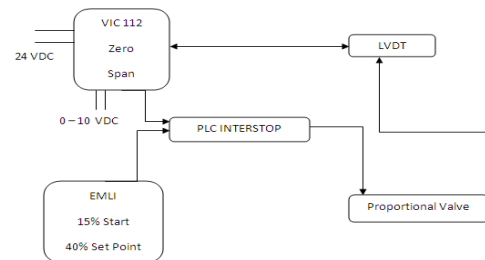 VIC 112
Zero
Span
24 VDC
LVDT
0–10 VDC
PLC INTERSTOP
EMLI
15% Start
40% Set Point
Proportional Valve